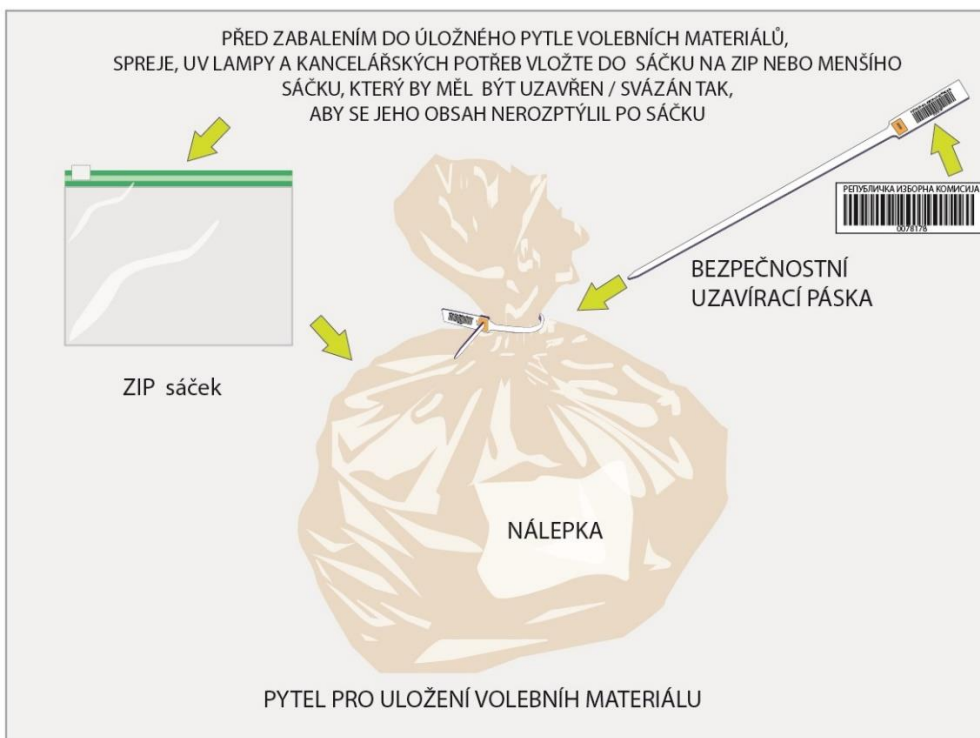 PŘED ZABALENÍM DO ÚLOŽNÉHO PYTLE VOLEBNÍCH MATERIÁLŮ,
SPREJE, UV LAMPY A KANCELÁŘSKÝCH POTŘEB VLOŽTE DO SÁČKU NA ZIP NEBO MENŠÍHO
SÁČKU, KTERÝ BY MĚL BÝT UZAVŘEN / SVÁZÁN TAK,
ABY SE JEHO OBSAH NEROZPTÝLIL PO SÁČKU
РЕПУБЛИЧКА ИЗБОРНА КОМИСИЈА
0078178
BEZPEČNOSTNÍ
UZAVÍRACÍ PÁSKA
ZIP sáček
NÁLEPKA
PYTEL PRO ULOŽENÍ VOLEBNÍH MATERIÁLU